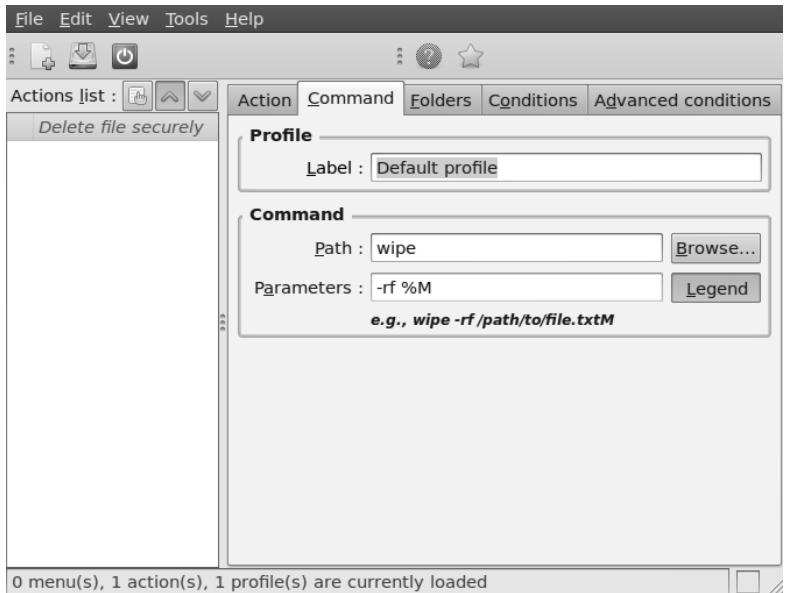 File Edit View Tools Help
Actions list :
Delete file securely
Action Command Folders Conditions Advanced conditions
Profile
Label : Default profile
Command
Path : wipe Browse...
Parameters : -rf %M Legend
e.g., wipe -rf /path/to/file.txtM
0 menu(s), 1 action(s), 1 profile(s) are currently loaded